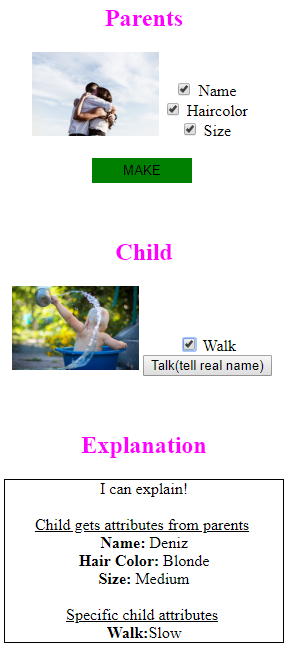 Parents
Name
Haircolor
Size
MAKE
Child
Walk
Talk(tell real name)
Explanation
I can explain!
Child gets attributes from parents
Name: Deniz
Hair Color: Blonde
Size: Medium
Specific child attributes
Walk:Slow